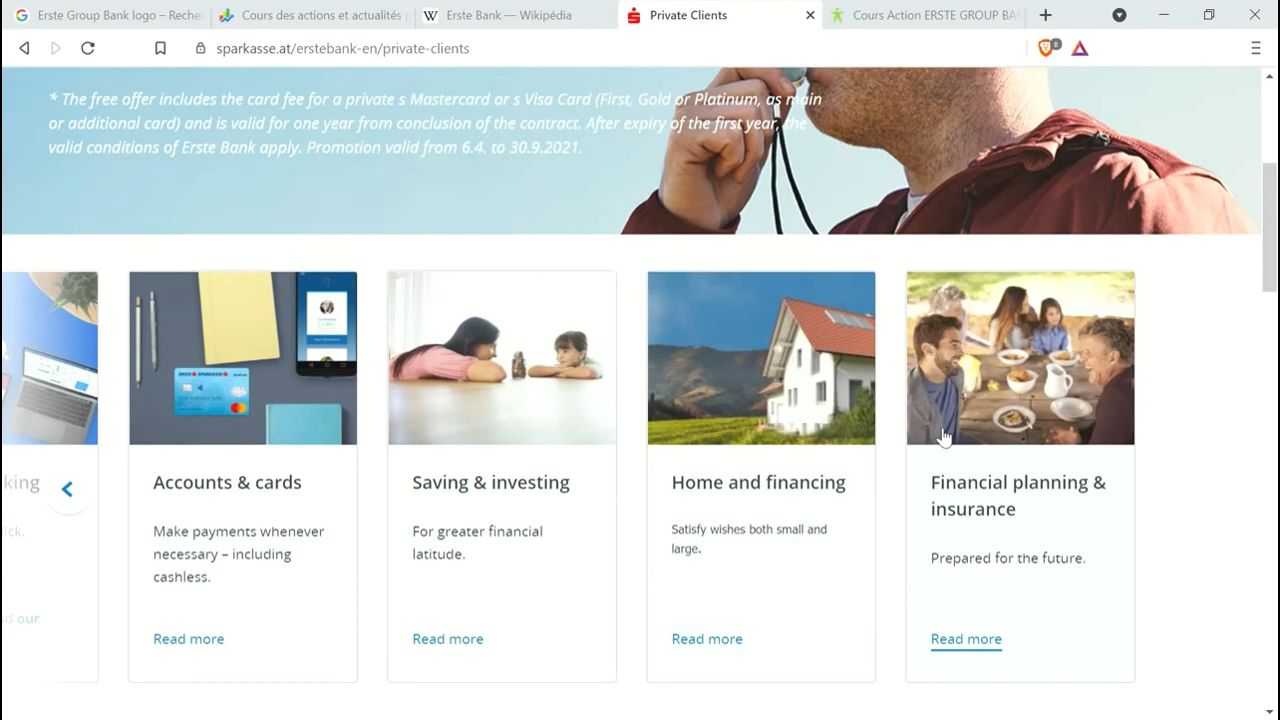 Erste Group Bank logo – Recher
Cours des actions et actualités
Erste Bank — Wikipédia
Private Clients
Cours Action ERSTE GROUP BAN
sparkasse.at/erstebank-en/private-clients
* The free offer includes the card fee for a private s Mastercard or s Visa Card (First, Gold or Platinum, as main
or additional card) and is valid for one year from conclusion of the contract. After expiry of the first year, the
valid conditions of Erste Bank apply. Promotion valid from 6.4. to 30.9.2021.
king
ick.
d our
Accounts & cards
Make payments whenever
necessary – including
cashless.
Read more
Saving & investing
For greater financial
latitude.
Read more
Home and financing
Satisfy wishes both small and
large.
Read more
Financial planning &
insurance
Prepared for the future.
Read more